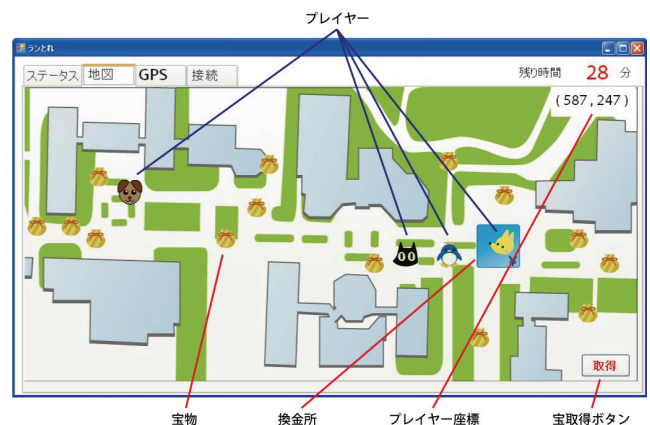 プレイヤー
ランとれ
ステータス 地図 GPS 接続
残り時間 28 分
(587,247)
取得
宝物 換金所 プレイヤー座標 宝取得ボタン